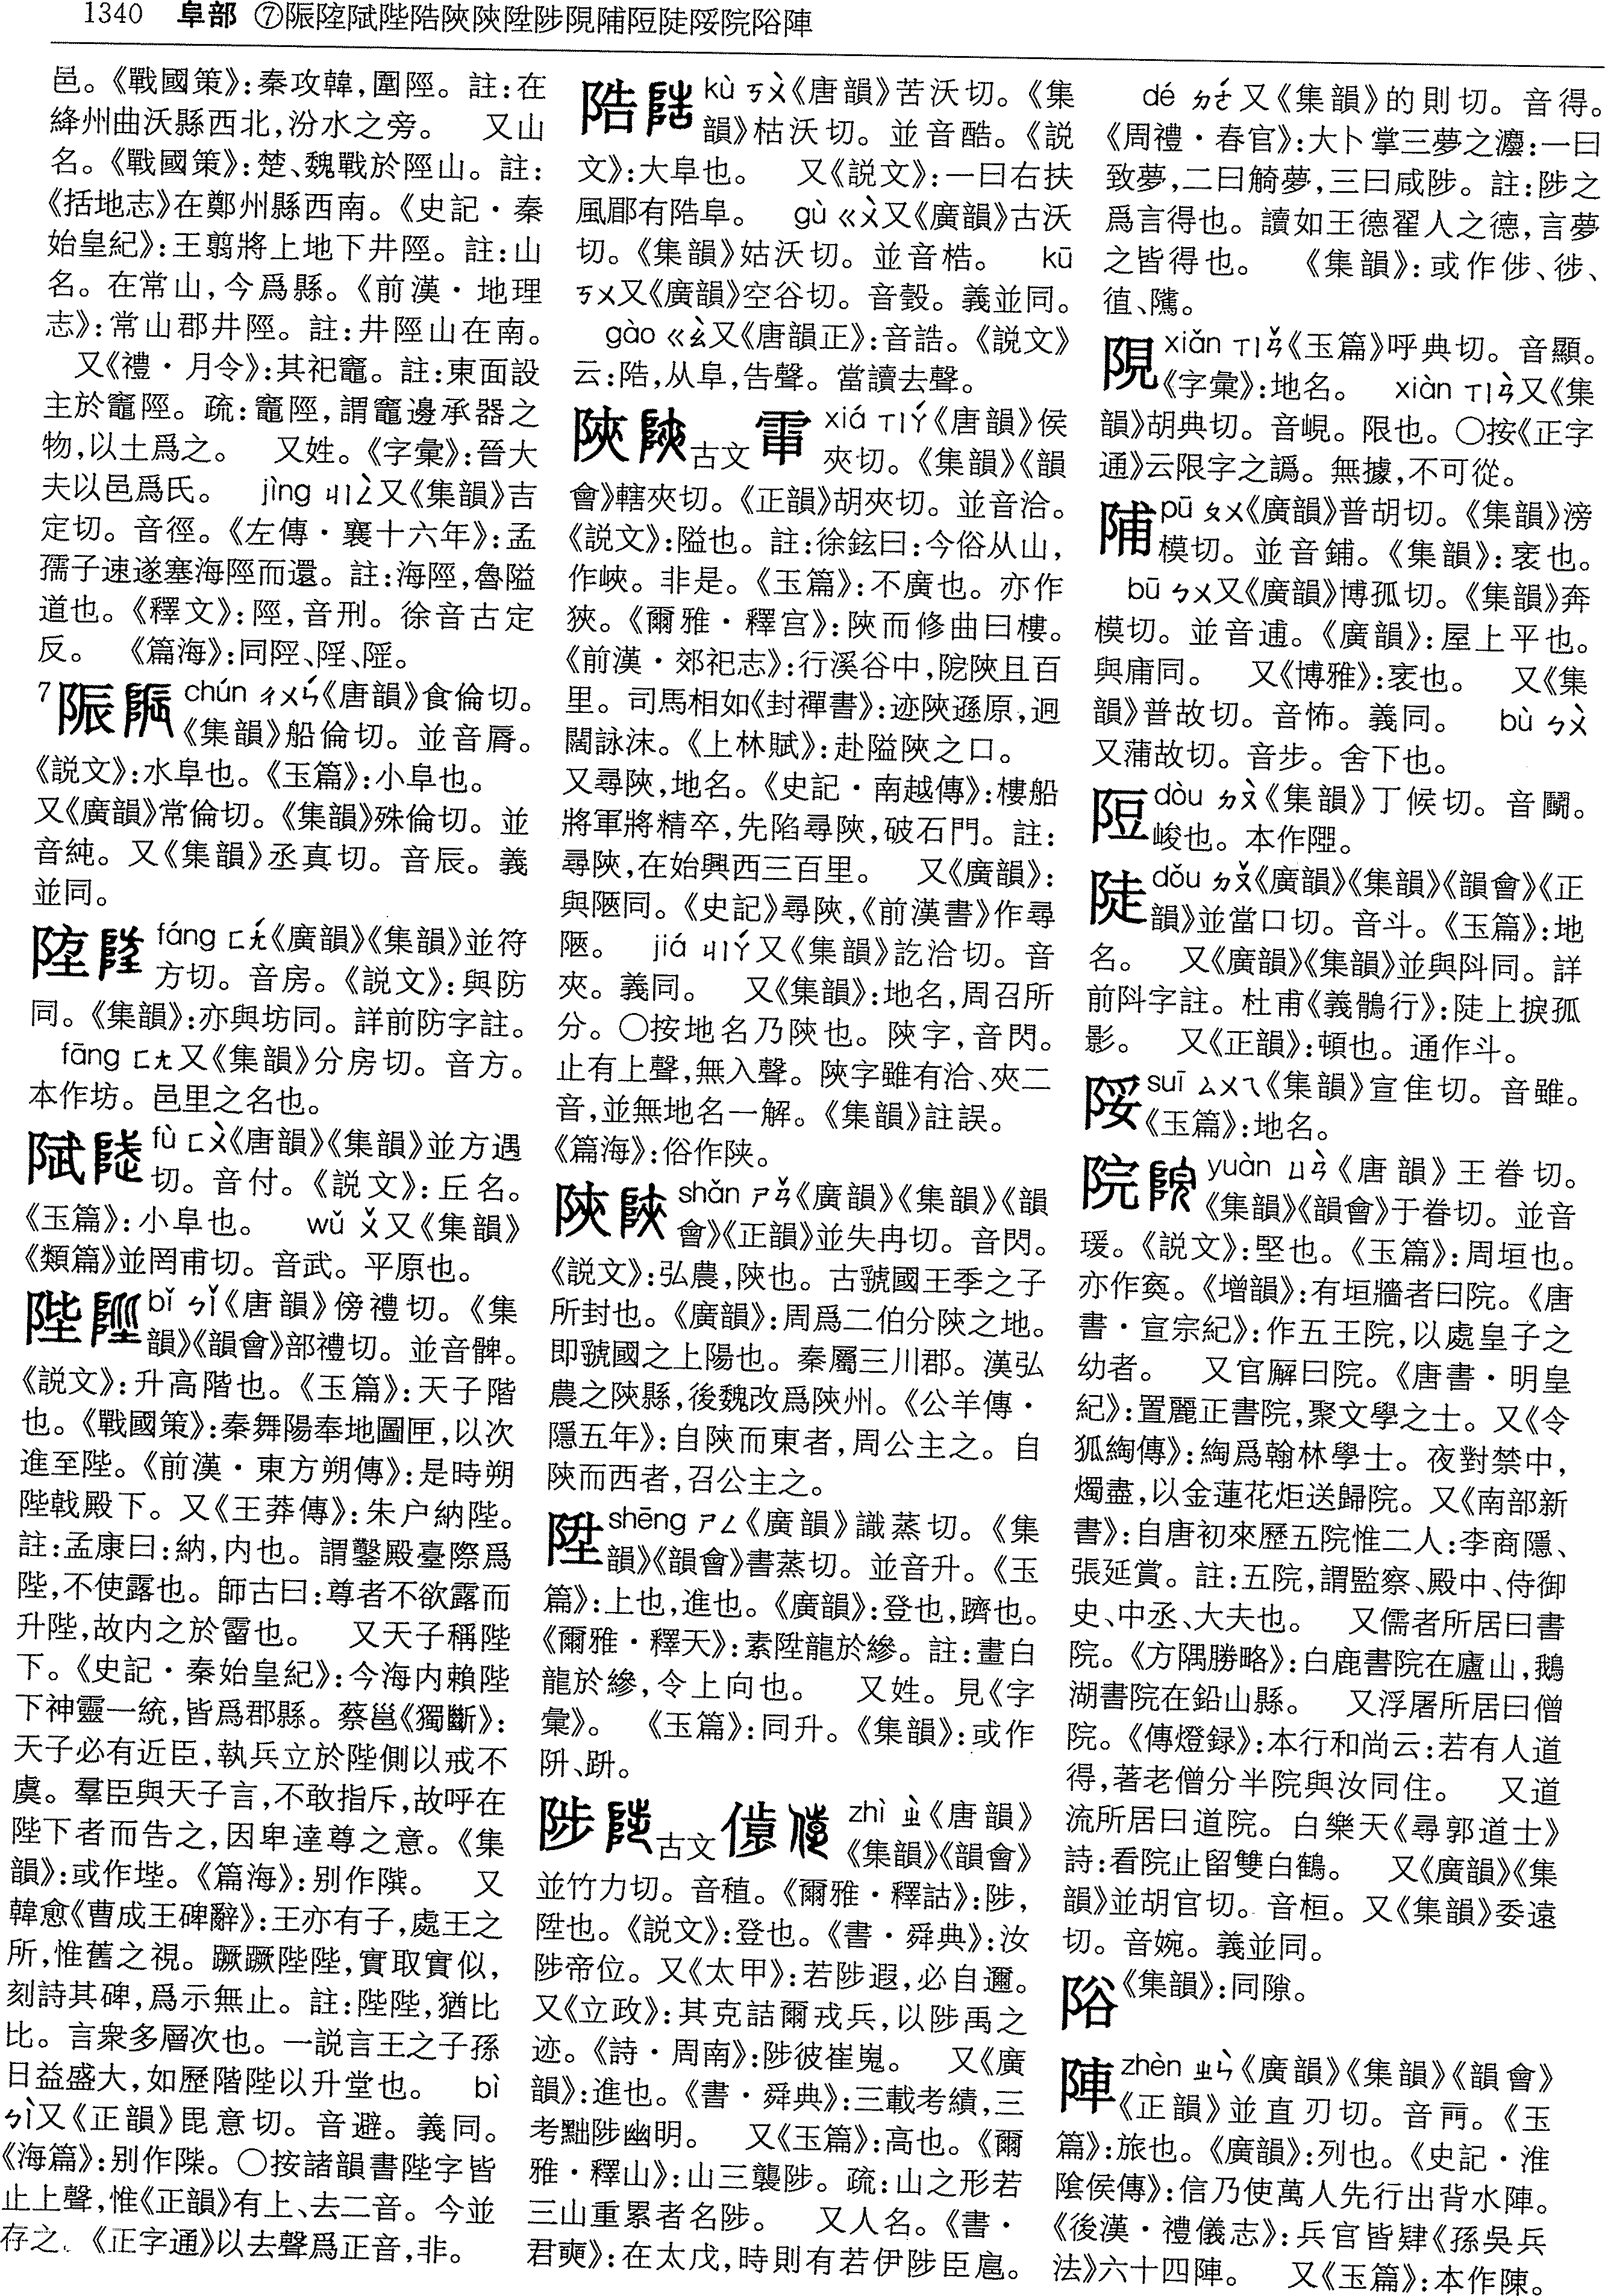 1340 阜部 ⑦陙埅陚陛陼陿陝陞陟𨺔陠䧁陡䧌院𨹠陣
邑。《戰國策》:秦攻韓,圍陘。註:在
絳州曲沃縣西北,汾水之旁。 又山
名。《戰國策》:楚、魏戰於陘山。註:
《括地志》在鄭州縣西南。《史記·秦
始皇紀》:王翦將上地下井陘。註:山
名。在常山,今爲縣。《前漢·地理
志》:常山郡井陘。註:井陘山在南。
又《禮·月令》:其祀竈。註:東面設
主於竈陘。疏:竈陘,謂竈邊承器之
物,以土爲之。 又姓。《字彙》:晉大
夫以邑爲氏。 jìng ㄐㄧㄥˋ又《集韻》吉
定切。音徑。《左傳·襄十六年》:孟
孺子速遂塞海陘而還。註:海陘,魯隘
道也。《釋文》:陘,音刑。徐音古定
反。 《篇海》:同
7陙 chún ㄔㄨㄣˊ《唐韻》食倫切。
《集韻》船倫切。並音脣。
《説文》:水阜也。《玉篇》:小阜也。
又《廣韻》常倫切。《集韻》殊倫切。並
音純。又《集韻》丞真切。音辰。義
並同。
埅 fáng ㄈㄤˊ《廣韻》《集韻》並符
方切。音房。《説文》:與防
同。《集韻》:亦與坊同。詳前防字註。
fāng ㄈㄤ又《集韻》分房切。音方。
本作坊。邑里之名也。
陚 fù ㄈㄨˋ《唐韻》《集韻》並方遇
切。音付。《説文》:丘名。
《玉篇》:小阜也。 wǔ ㄨˇ又《集韻》
《類篇》並罔甫切。音武。平原也。
陛 bǐ ㄅㄧˇ《唐韻》傍禮切。《集
韻》《韻會》部禮切。並音髀。
《説文》:升高階也。《玉篇》:天子階
也。《戰國策》:秦舞陽奉地圖匣,以次
進至陛。《前漢·東方朔傳》:是時朔
陛戟殿下。又《王莽傳》:朱户納陛。
註:孟康曰:納,内也。謂鑿殿臺際爲
陛,不使露也。師古曰:尊者不欲露而
升陛,故内之於霤也。 又天子稱陛
下。《史記·秦始皇紀》:今海内賴陛
下神靈一統,皆爲郡縣。蔡邕《獨斷》:
天子必有近臣,執兵立於陛側以戒不
虞。羣臣與天子言,不敢指斥,故呼在
陛下者而告之,因卑達尊之意。《集
韻》:或作坒。《篇海》:别作㯅。 又
韓愈《曹成王碑辭》:王亦有子,處王之
所,惟舊之視。蹶蹶陛陛,實取實似,
刻詩其碑,爲示無止。註:陛陛,猶比
比。言衆多層次也。一説言王之子孫
日益盛大,如歷階陛以升堂也。 bì
ㄅㄧˋ又《正韻》毘意切。音避。義同。
《海篇》:别作。〇按諸韻書陛字皆
止上聲,惟《正韻》有上、去二音。今並
存之。《正字通》以去聲爲正音,非。
陼 kù ㄎㄨˋ《唐韻》苦沃切。《集
韻》枯沃切。並音酷。《説
文》:大阜也。 又《説文》:一曰右扶
風郿有陼阜。 gù ㄍㄨˋ又《廣韻》古沃
切。《集韻》姑沃切。並音梏。 kū
ㄎㄨ又《廣韻》空谷切。音㲄。義並同。
gào ㄍㄠˋ又《唐韻正》:音誥。《説文》
云:陼,从阜,告聲。當讀去聲。
陿 古文 xiá ㄒㄧㄚˊ《唐韻》侯
夾切。《集韻》《韻
會》轄夾切。《正韻》胡夾切。並音洽。
《説文》:隘也。註:徐鉉曰:今俗从山,
作峽。非是。《玉篇》:不廣也。亦作
狹。《爾雅·釋宫》:陜而修曲曰樓。
《前漢·郊祀志》:行溪谷中,阸陜且百
里。司馬相如《封禪書》:迹陜遜原,迥
闊詠沫。《上林賦》:赴隘陜之口。
又尋陜,地名。《史記·南越傳》:樓船
將軍將精卒,先陷尋陜,破石門。註:
尋陜,在始興西三百里。 又《廣韻》:
與陿同。《史記》尋陜,《前漢書》作尋
陿。 jiá ㄐㄧㄚˊ又《集韻》訖洽切。音
夾。義同。 又《集韻》:地名,周召所
分。〇按地名乃陝也。陝字,音閃。
止有上聲,無入聲。陜字雖有洽、夾二
音,並無地名一解。《集韻》註誤。
《篇海》:俗作陕。
陝 shǎn ㄕㄢˇ《廣韻》《集韻》《韻
會》《正韻》並失冉切。音閃。
《説文》:弘農,陝也。古虢國王季之子
所封也。《廣韻》:周爲二伯分陝之地。
即虢國之上陽也。秦屬三川郡。漢弘
農之陝縣,後魏改爲陝州。《公羊傳·
隱五年》:自陝而東者,周公主之。自
陝而西者,召公主之。
陞 shēng ㄕㄥ《廣韻》識蒸切。《集
韻》《韻會》書蒸切。並音升。《玉
篇》:上也,進也。《廣韻》:登也,躋也。
《爾雅·釋天》:素陞龍於縿。註:畫白
龍於縿,令上向也。 又姓。見《字
彙》。 《玉篇》:同升。《集韻》:或作
阩、跰。
陟 古文 zhì ㄓˋ《唐韻》
《集韻》《韻會》
並竹力切。音稙。《爾雅·釋詁》:陟,
陞也。《説文》:登也。《書·舜典》:汝
陟帝位。又《太甲》:若陟遐,必自邇。
又《立政》:其克詰爾戎兵,以陟禹之
迹。《詩·周南》:陟彼崔嵬。 又《廣
韻》:進也。《書·舜典》:三載考績,三
考黜陟幽明。 又《玉篇》:高也。《爾
雅·釋山》:山三襲陟。疏:山之形若
三山重累者名陟。 又人名。《書·
君奭》:在太戊,時則有若伊陟臣扈。
dé ㄉㄜˊ又《集韻》的則切。音得。
《周禮·春官》:大卜掌三夢之灋:一曰
致夢,二曰觭夢,三曰咸陟。註:陟之
爲言得也。讀如王德翟人之德,言夢
之皆得也。 《集韻》:或作㑥、徏、
徝、隲。
xiǎn ㄒㄧㄢˇ《玉篇》呼典切。音顯。
《字彙》:地名。 xiàn ㄒㄧㄢˋ又《集
韻》胡典切。音峴。限也。〇按《正字
通》云限字之譌。無據,不可從。
陠 pū ㄆㄨ《廣韻》普胡切。《集韻》滂
模切。並音鋪。《集韻》:衺也。
bū ㄅㄨ又《廣韻》博孤切。《集韻》奔
模切。並音逋。《廣韻》:屋上平也。
與庯同。 又《博雅》:衺也。 又《集
韻》普故切。音怖。義同。 bù ㄅㄨˋ
又蒲故切。音步。舍下也。
䧁 dòu ㄉㄡˋ《集韻》丁候切。音鬭。
峻也。本作𨻲。
陡 dǒu ㄉㄡˇ《廣韻》《集韻》《韻會》《正
韻》並當口切。音斗。《玉篇》:地
名。 又《廣韻》《集韻》並與阧同。詳
前阧字註。杜甫《義鶻行》:陡上捩孤
影。 又《正韻》:頓也。通作斗。
䧌 suī ㄙㄨㄟ《集韻》宣隹切。音雖。
《玉篇》:地名。
院 yuàn ㄩㄢˋ《唐韻》王眷切。
《集韻》《韻會》于眷切。並音
瑗。《説文》:堅也。《玉篇》:周垣也。
亦作寏。《增韻》:有垣牆者曰院。《唐
書·宣宗紀》:作五王院,以處皇子之
幼者。 又官廨曰院。《唐書·明皇
紀》:置麗正書院,聚文學之士。又《令
狐綯傳》:綯爲翰林學士。夜對禁中,
燭盡,以金蓮花炬送歸院。又《南部新
書》:自唐初來歷五院惟二人:李商隱、
張延賞。註:五院,謂監察、殿中、侍御
史、中丞、大夫也。 又儒者所居曰書
院。《方隅勝略》:白鹿書院在廬山,鵝
湖書院在鉛山縣。 又浮屠所居曰僧
院。《傳燈録》:本行和尚云:若有人道
得,著老僧分半院與汝同住。 又道
流所居曰道院。白樂天《尋郭道士》
詩:看院止留雙白鶴。 又《廣韻》《集
韻》並胡官切。音桓。又《集韻》委遠
切。音婉。義並同。
𨹠《集韻》:同隙。
陣 zhèn ㄓㄣˋ《廣韻》《集韻》《韻會》
《正韻》並直刃切。音𨳌。《玉
篇》:旅也。《廣韻》:列也。《史記·淮
陰侯傳》:信乃使萬人先行出背水陣。
《後漢·禮儀志》:兵官皆肄《孫吳兵
法》六十四陣。 又《玉篇》:本作陳。